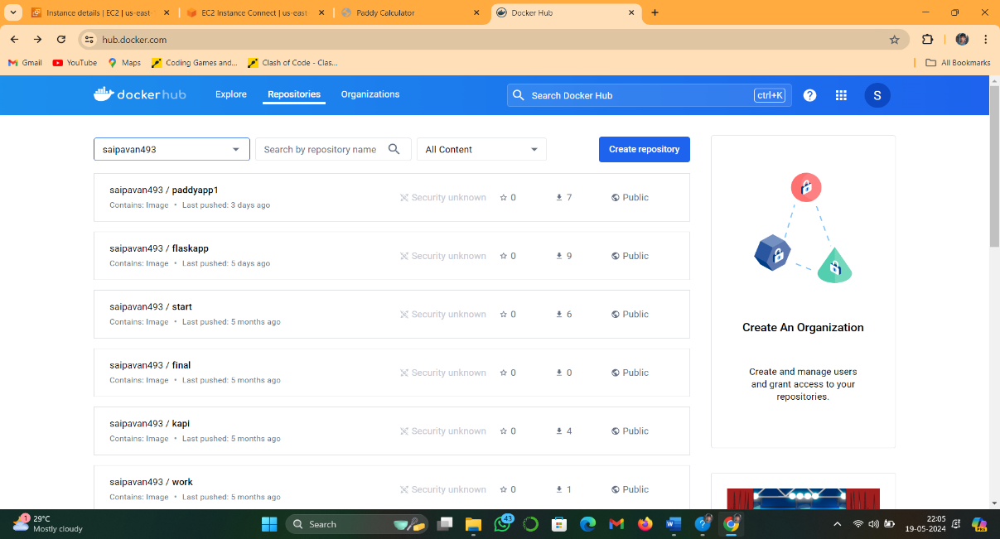 Instance details | EC2 | us-east-
EC2 Instance Connect | us-east-
Paddy Calculator
Docker Hub
hub.docker.com
Gmail
YouTube
Maps
Coding Games and...
Clash of Code - Clas...
All Bookmarks
docker hub
Explore
Repositories
Organizations
Search Docker Hub
ctrl+K
S
saipavan493
Search by repository name
All Content
Create repository
saipavan493 / paddyapp1
Contains: Image • Last pushed: 3 days ago
Security unknown
0
7
Public
saipavan493 / flaskapp
Contains: Image • Last pushed: 5 days ago
Security unknown
0
9
Public
saipavan493 / start
Contains: Image • Last pushed: 5 months ago
Security unknown
0
6
Public
saipavan493 / final
Contains: Image • Last pushed: 5 months ago
Security unknown
0
0
Public
saipavan493 / kapi
Contains: Image • Last pushed: 5 months ago
Security unknown
0
4
Public
saipavan493 / work
Contains: Image • Last pushed: 5 months ago
Security unknown
0
1
Public
Create An Organization
Create and manage users
and grant access to your
repositories.
1
29°C
Mostly cloudy
Search
43
22:05
19-05-2024
PRE